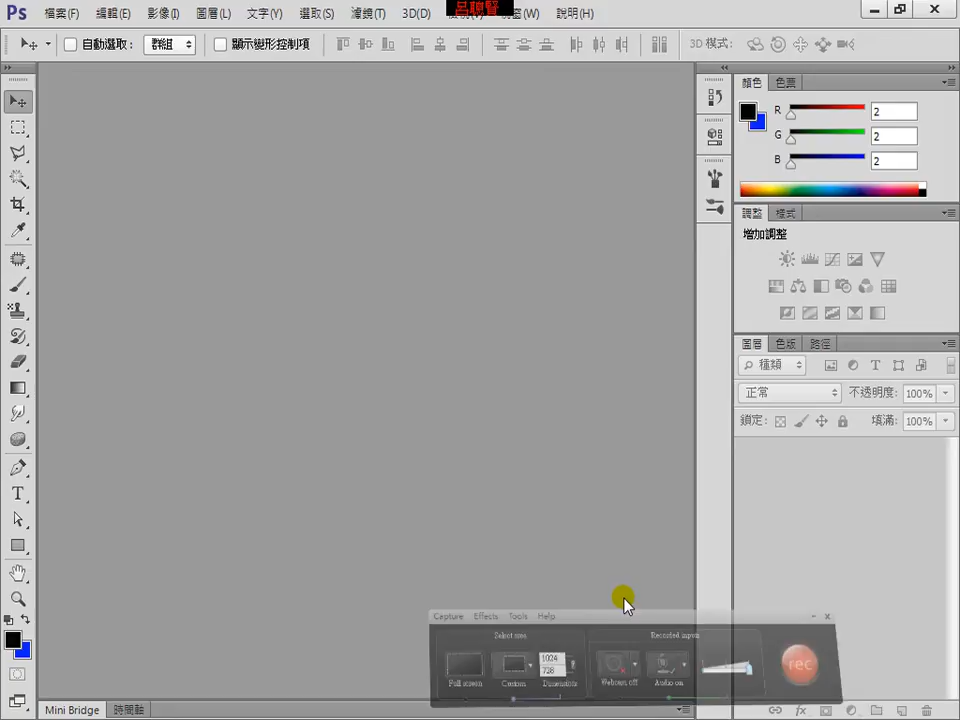 Ps 檔案(F) 編輯(E) 影像(I) 圖層(L) 文字(Y) 選取(S) 濾鏡(T) 3D(D) 窗(W) 說明(H)
呂聰賢
自動選取： 群組 顯示變形控制項 3D 模式：
顏色 色票
R 2
G 2
B 2
調整 樣式
增加調整
圖層 色版 路徑
種類
正常 不透明度： 100%
鎖定： 填滿： 100%
Capture Effects Tools Help
Select area Recorded inputs
Full screen Custom 1024 728 Dimensions Webcam off Audio on rec
Mini Bridge 時間軸